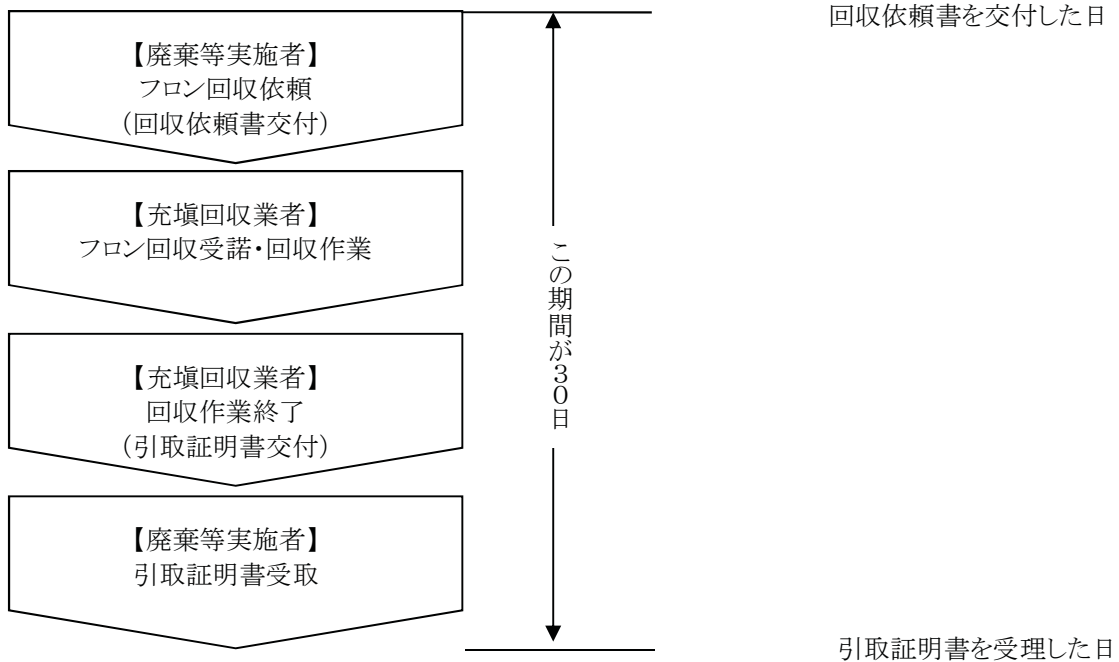 回収依頼書を交付した日
【廃棄等実施者】
フロン回収依頼
（回収依頼書交付）
【充塡回収業者】
フロン回収受諾・回収作業
この期間が３０日
【充塡回収業者】
回収作業終了
（引取証明書交付）
【廃棄等実施者】
引取証明書受取
引取証明書を受理した日